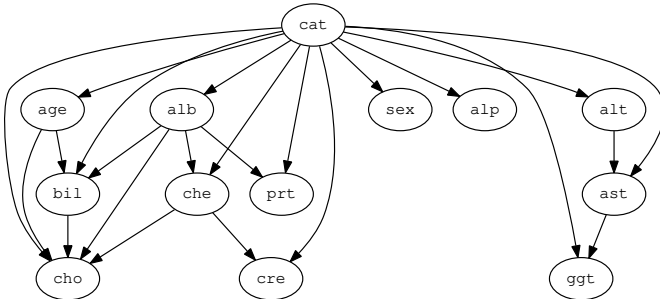 cat
age alb sex alp alt
bil che prt ast
cho cre ggt